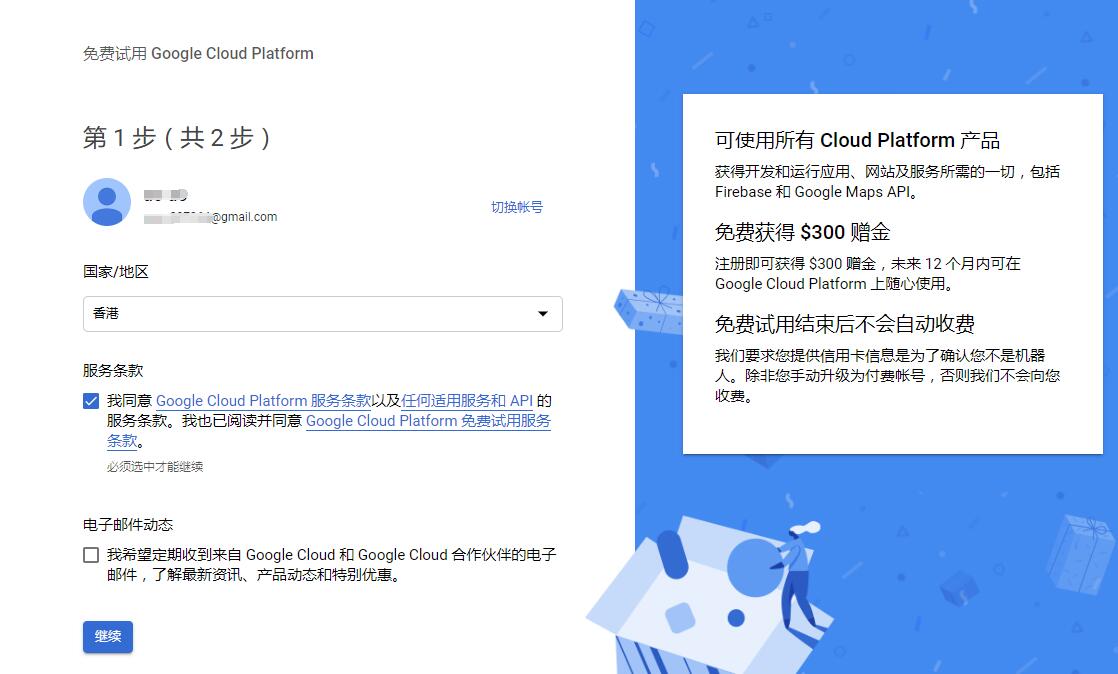 免费试用 Google Cloud Platform
第 1 步 ( 共 2 步 )
@gmail.com
切换帐号
国家/地区
香港
服务条款
我同意 Google Cloud Platform 服务条款以及任何适用服务和 API 的
服务条款。我也已阅读并同意 Google Cloud Platform 免费试用服务
条款。
必须选中才能继续
电子邮件动态
我希望定期收到来自 Google Cloud 和 Google Cloud 合作伙伴的电子
邮件，了解最新资讯、产品动态和特别优惠。
继续
可使用所有 Cloud Platform 产品
获得开发和运行应用、网站及服务所需的一切，包括
Firebase 和 Google Maps API。
免费获得 $300 赠金
注册即可获得 $300 赠金，未来 12 个月内可在
Google Cloud Platform 上随心使用。
免费试用结束后不会自动收费
我们要求您提供信用卡信息是为了确认您不是机器
人。除非您手动升级为付费帐号，否则我们不会向您
收费。